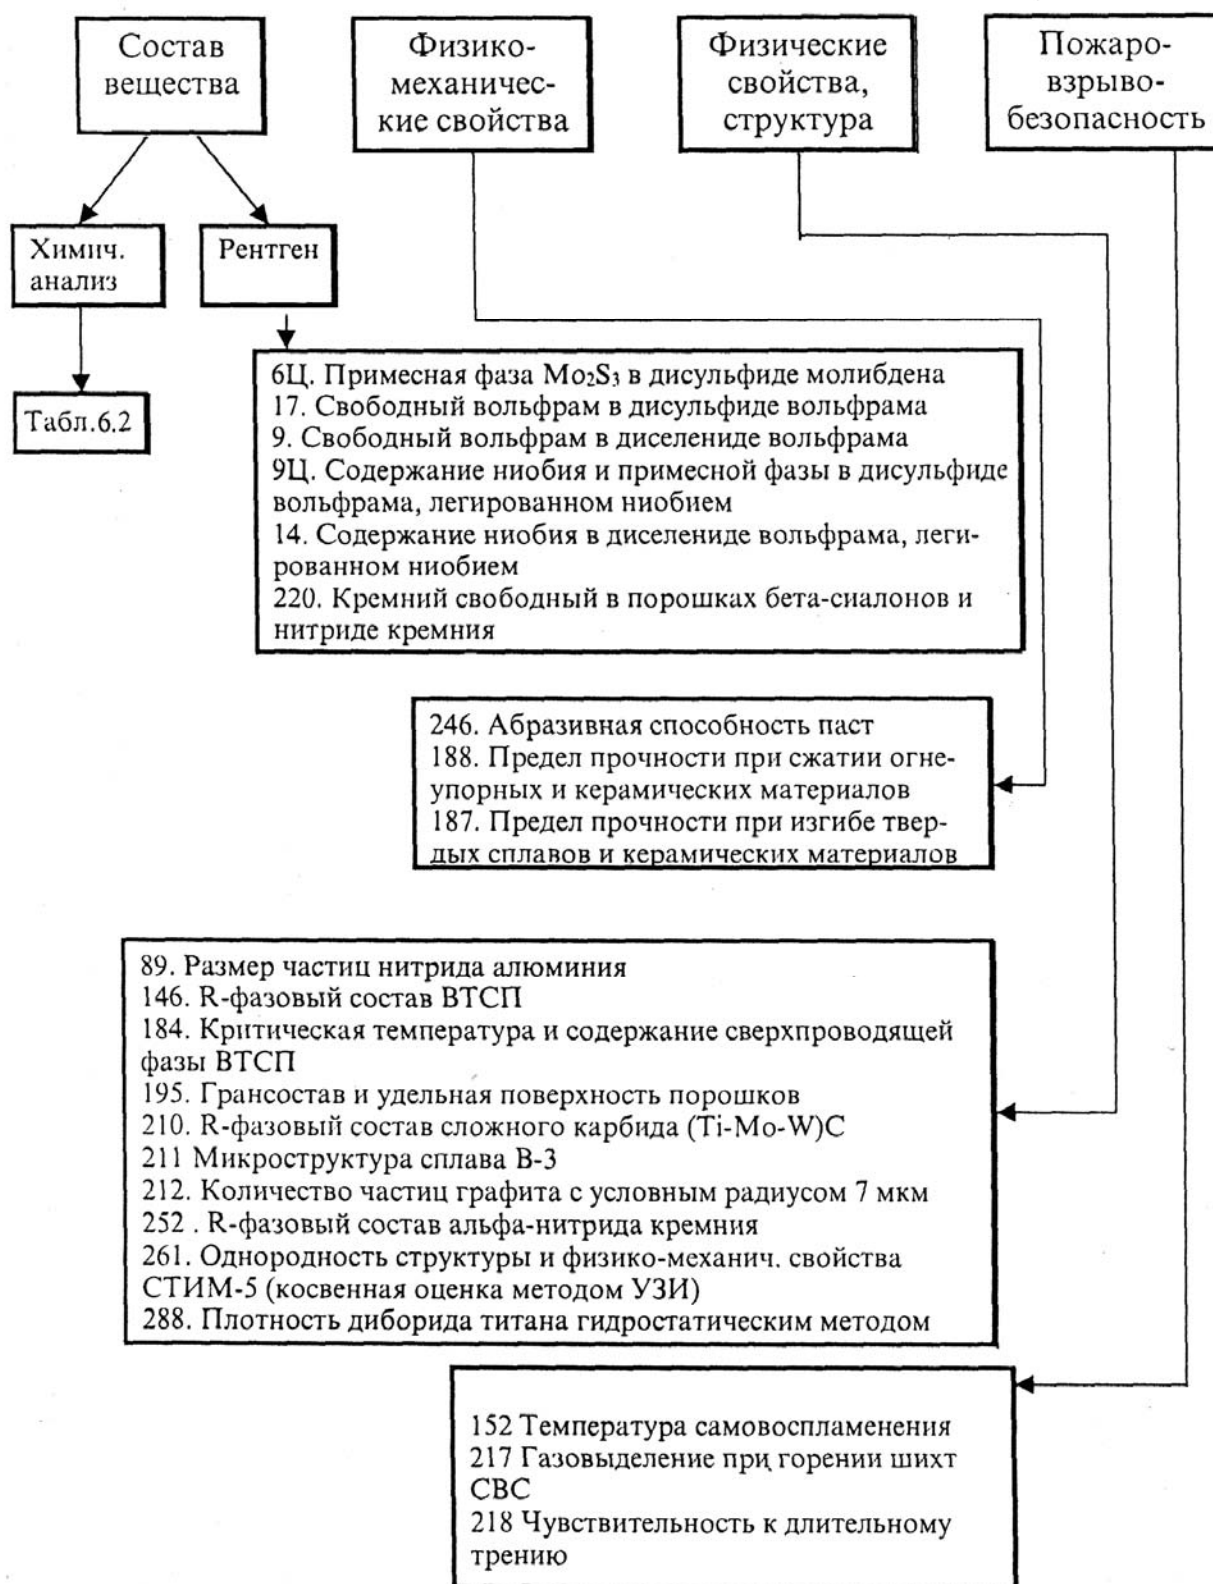 Состав
вещества
Физико-
механичес-
кие свойства
Физические
свойства,
структура
Пожаро-
взрыво-
безопасность
Химич.
анализ
Рентген
Табл.6.2
6Ц. Примесная фаза Mo₂S₃ в дисульфиде молибдена
17. Свободный вольфрам в дисульфиде вольфрама
9. Свободный вольфрам в диселениде вольфрама
9Ц. Содержание ниобия и примесной фазы в дисульфиде
вольфрама, легированном ниобием
14. Содержание ниобия в диселениде вольфрама, леги-
рованном ниобием
220. Кремний свободный в порошках бета-сиалонов и
нитриде кремния
246. Абразивная способность паст
188. Предел прочности при сжатии огне-
упорных и керамических материалов
187. Предел прочности при изгибе твер-
дых сплавов и керамических материалов
89. Размер частиц нитрида алюминия
146. R-фазовый состав ВТСП
184. Критическая температура и содержание сверхпроводящей
фазы ВТСП
195. Грансостав и удельная поверхность порошков
210. R-фазовый состав сложного карбида (Ti-Mo-W)C
211 Микроструктура сплава В-3
212. Количество частиц графита с условным радиусом 7 мкм
252 . R-фазовый состав альфа-нитрида кремния
261. Однородность структуры и физико-механич. свойства
СТИМ-5 (косвенная оценка методом УЗИ)
288. Плотность диборида титана гидростатическим методом
152 Температура самовоспламенения
217 Газовыделение при горении шихт
СВС
218 Чувствительность к длительному
трению